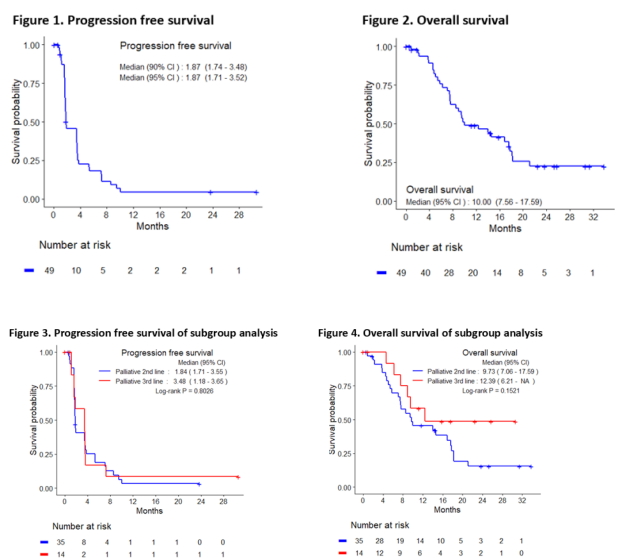 Figure 1. Progression free survival
Progression free survival
Median (90% CI) : 1.87 (1.74 - 3.48)
Median (95% CI) : 1.87 (1.71 - 3.52)
Survival probability
1.00
0.75
0.50
0.25
0.00
0 4 8 12 16 20 24 28
Months
Number at risk
49 10 5 2 2 2 1 1
Figure 2. Overall survival
Survival probability
1.00
0.75
0.50
0.25
0.00
Overall survival
Median (95% CI) : 10.00 (7.56 - 17.59)
0 4 8 12 16 20 24 28 32
Months
Number at risk
49 40 28 20 14 8 5 3 1
Figure 3. Progression free survival of subgroup analysis
Progression free survival
Median (95% CI)
Palliative 2nd line : 1.84 (1.71 - 3.55)
Palliative 3rd line : 3.48 (1.18 - 3.65)
Log-rank P = 0.8026
Survival probability
1.00
0.75
0.50
0.25
0.00
0 4 8 12 16 20 24 28
Months
Number at risk
35 8 4 1 1 1 0 0
14 2 1 1 1 1 1 1
Figure 4. Overall survival of subgroup analysis
Overall survival
Median (95% CI)
Palliative 2nd line : 9.73 (7.06 - 17.59)
Palliative 3rd line : 12.39 (6.21 - NA )
Log-rank P = 0.1521
Survival probability
1.00
0.75
0.50
0.25
0.00
0 4 8 12 16 20 24 28 32
Months
Number at risk
35 28 19 14 10 5 3 2 1
14 12 9 6 4 3 2 1 0